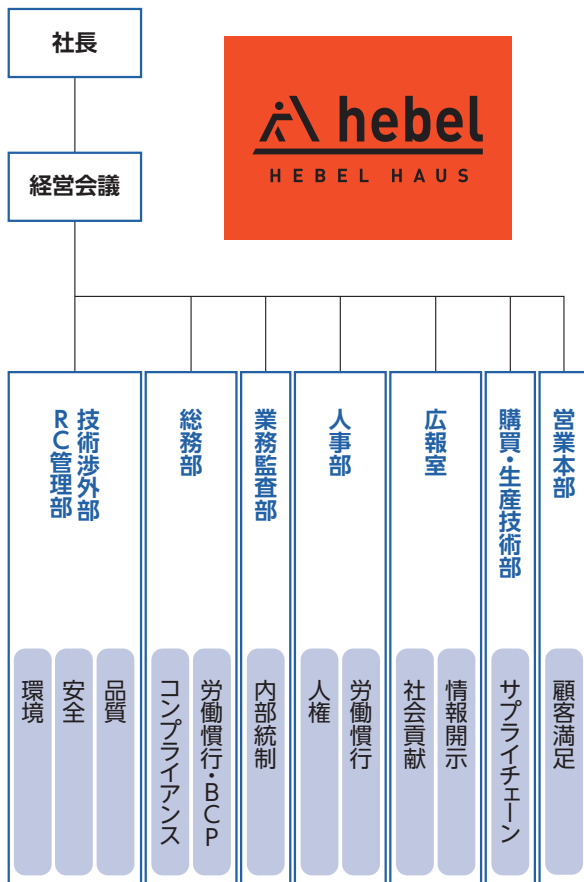 社長
hebel
HEBEL HAUS
経営会議
技術渉外部
RC管理部
総務部
業務監査部
人事部
広報室
購買・生産技術部
営業本部
環境
安全
品質
コンプライアンス
労働慣行・BCP
内部統制
人権
労働慣行
社会貢献
情報開示
サプライチェーン
顧客満足